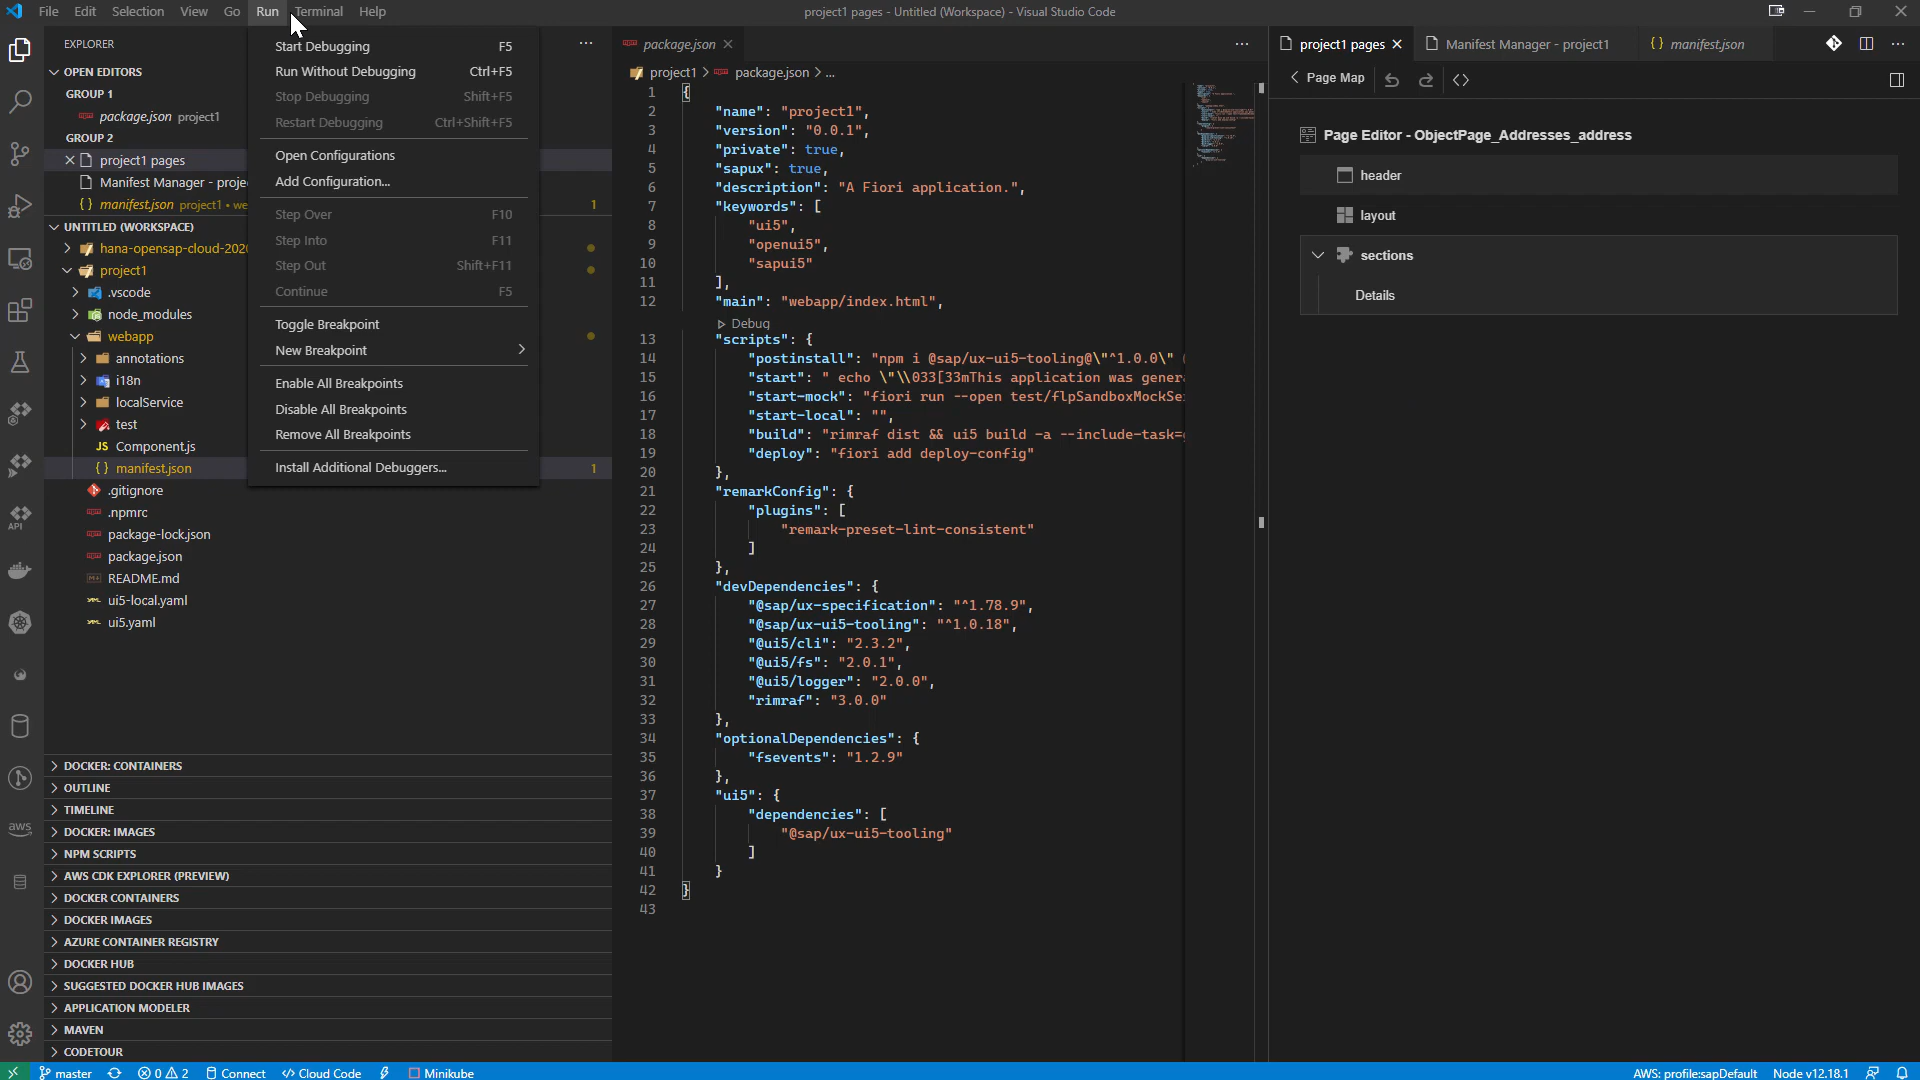 File Edit Selection View Go Run Terminal Help
project1 pages - Untitled (Workspace) - Visual Studio Code
EXPLORER
OPEN EDITORS
GROUP 1
package.json project1
GROUP 2
project1 pages
Manifest Manager - proje
{} manifest.json project1 • we 1
UNTITLED (WORKSPACE)
hana-opensap-cloud-202
project1
.vscode
node_modules
webapp
annotations
i18n
localService
test
JS Component.js
{} manifest.json 1
.gitignore
.npmrc
package-lock.json
package.json
README.md
ui5-local.yaml
ui5.yaml
DOCKER: CONTAINERS
OUTLINE
TIMELINE
DOCKER: IMAGES
NPM SCRIPTS
AWS CDK EXPLORER (PREVIEW)
DOCKER CONTAINERS
DOCKER IMAGES
AZURE CONTAINER REGISTRY
DOCKER HUB
SUGGESTED DOCKER HUB IMAGES
APPLICATION MODELER
MAVEN
CODETOUR
API
aws
Start Debugging F5
Run Without Debugging Ctrl+F5
Stop Debugging Shift+F5
Restart Debugging Ctrl+Shift+F5
Open Configurations
Add Configuration...
Step Over F10
Step Into F11
Step Out Shift+F11
Continue F5
Toggle Breakpoint
New Breakpoint
Enable All Breakpoints
Disable All Breakpoints
Remove All Breakpoints
Install Additional Debuggers...
package.json
project1 > package.json > ...
1 {
2 "name": "project1",
3 "version": "0.0.1",
4 "private": true,
5 "sapux": true,
6 "description": "A Fiori application.",
7 "keywords": [
8 "ui5",
9 "openui5",
10 "sapui5"
11 ],
12 "main": "webapp/index.html",
Debug
13 "scripts": {
14 "postinstall": "npm i @sap/ux-ui5-tooling@\"^1.0.0\" (
15 "start": " echo \"\\033[33mThis application was genera
16 "start-mock": "fiori run --open test/flpSandboxMockSe
17 "start-local": "",
18 "build": "rimraf dist && ui5 build -a --include-task=g
19 "deploy": "fiori add deploy-config"
20 },
21 "remarkConfig": {
22 "plugins": [
23 "remark-preset-lint-consistent"
24 ]
25 },
26 "devDependencies": {
27 "@sap/ux-specification": "^1.78.9",
28 "@sap/ux-ui5-tooling": "^1.0.18",
29 "@ui5/cli": "2.3.2",
30 "@ui5/fs": "2.0.1",
31 "@ui5/logger": "2.0.0",
32 "rimraf": "3.0.0"
33 },
34 "optionalDependencies": {
35 "fsevents": "1.2.9"
36 },
37 "ui5": {
38 "dependencies": [
39 "@sap/ux-ui5-tooling"
40 ]
41 }
42 }
43
project1 pages
Manifest Manager - project1
{} manifest.json
Page Map
Page Editor - ObjectPage_Addresses_address
header
layout
sections
Details
master 0 2 Connect Cloud Code Minikube
AWS: profile:sapDefault Node v12.18.1